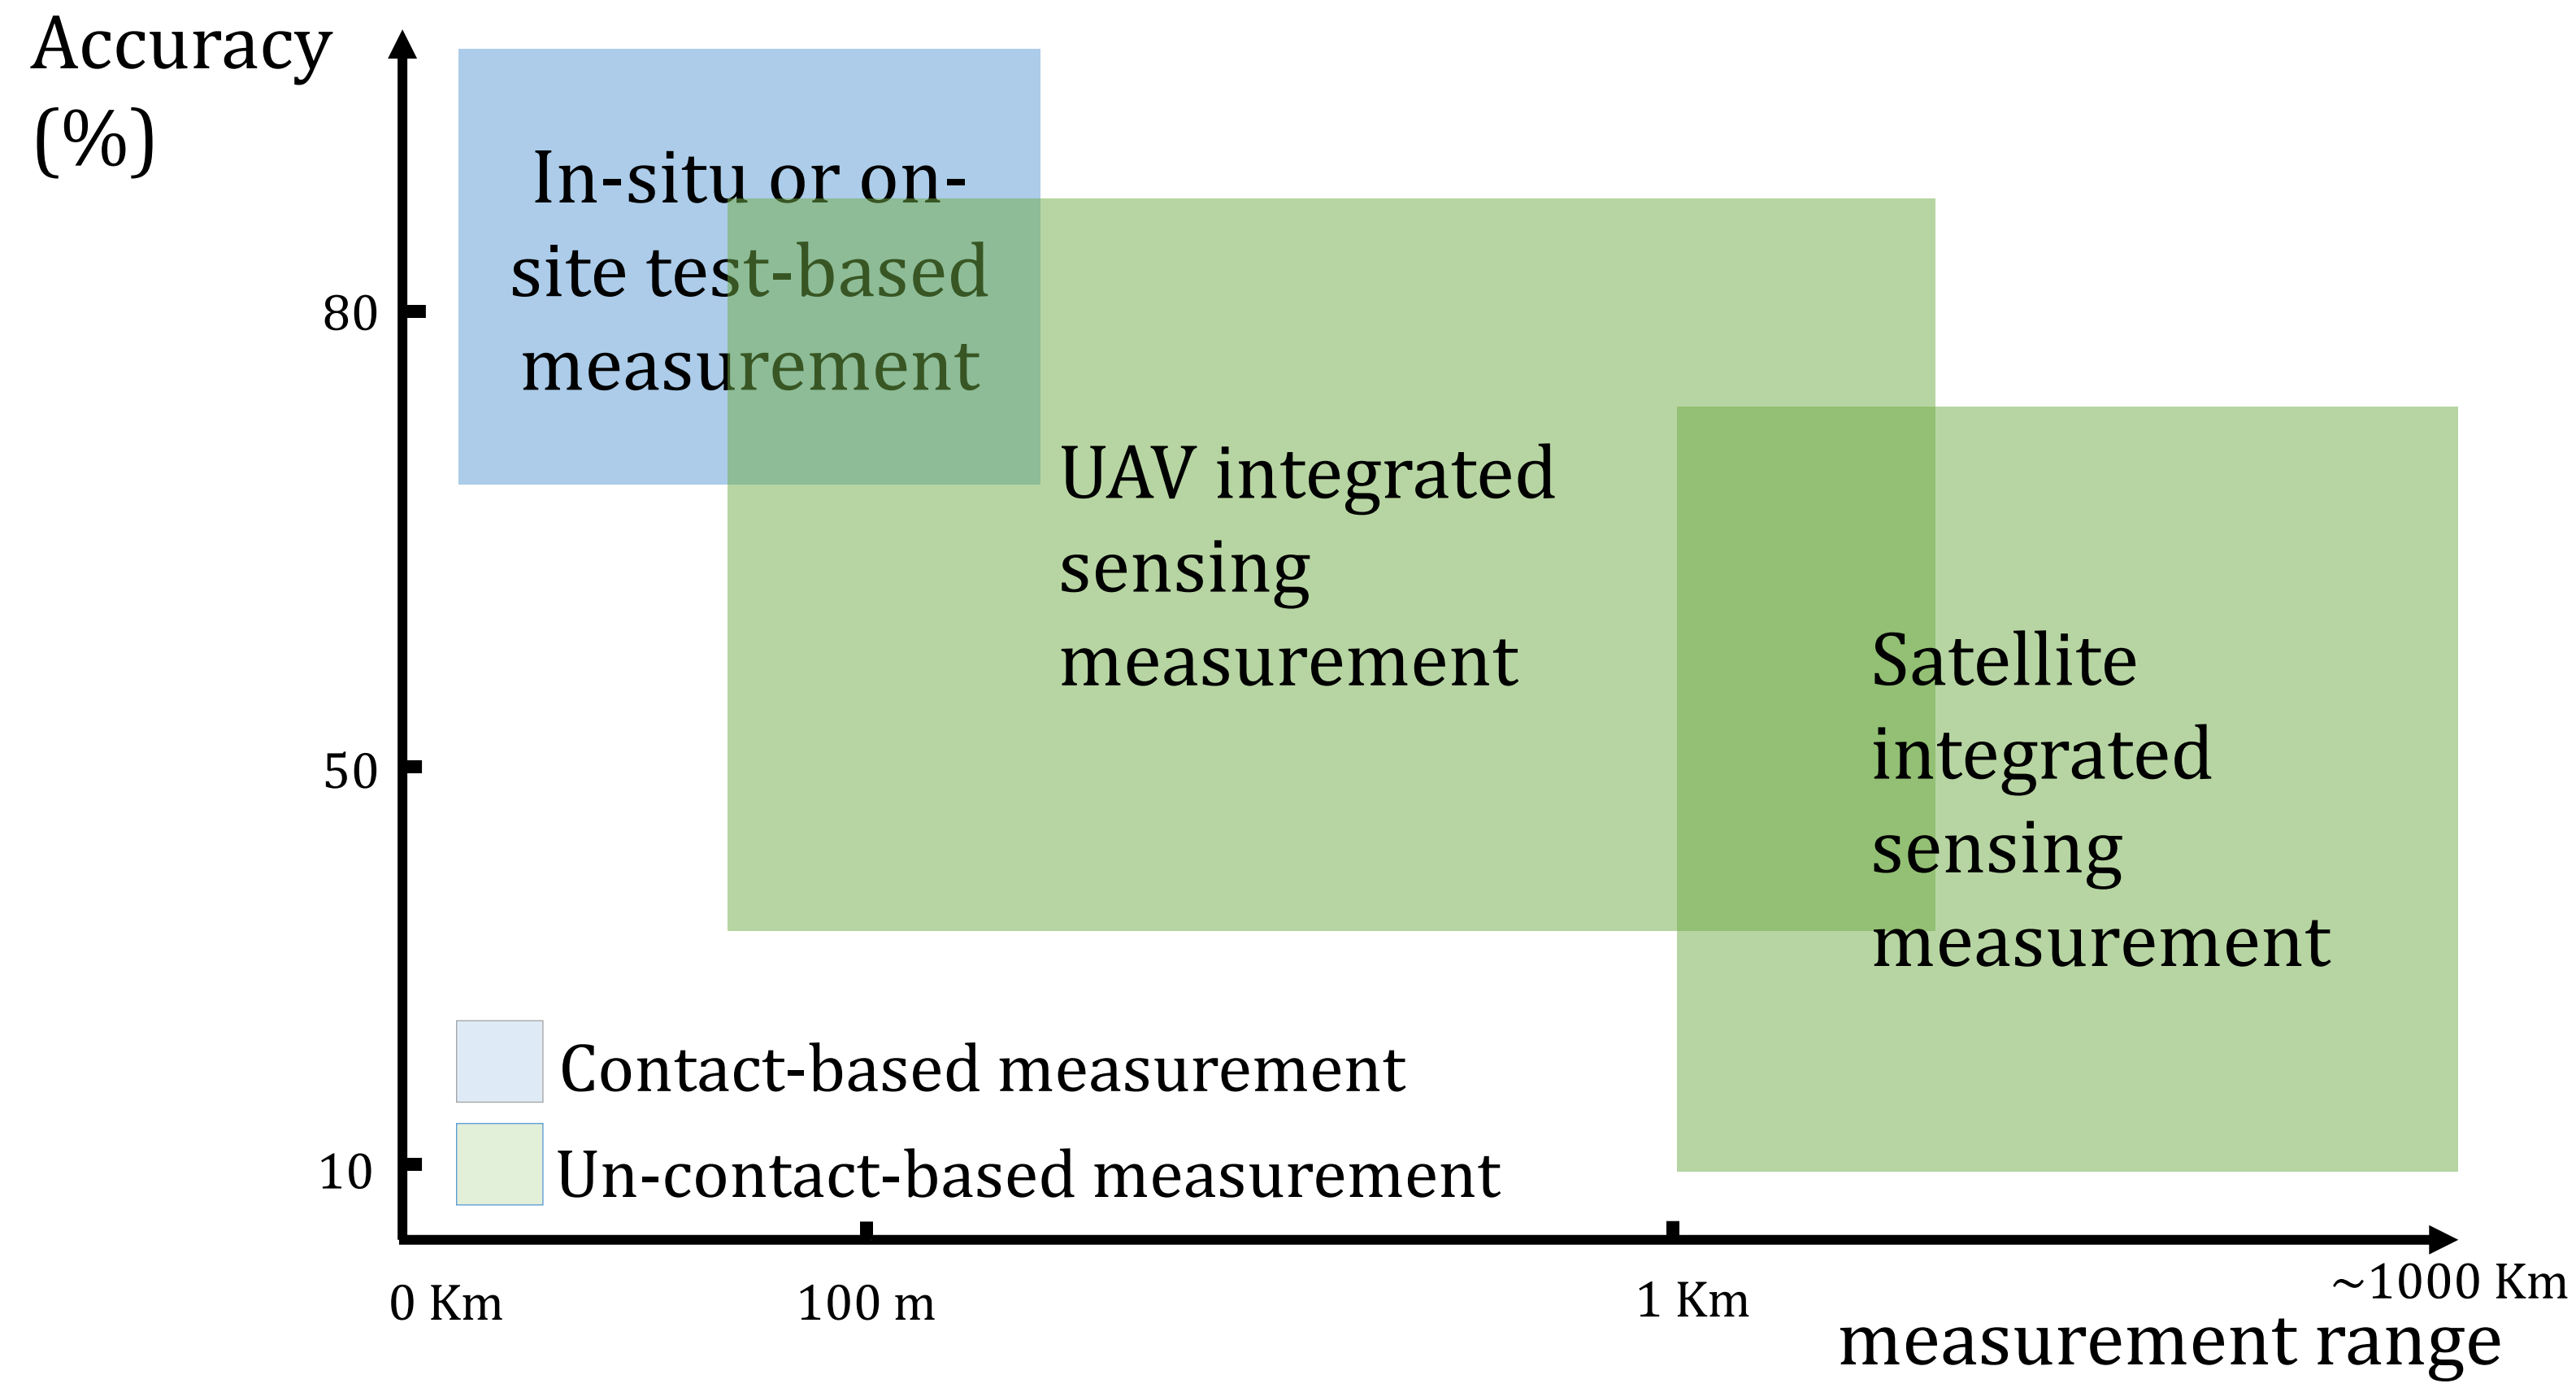 Accuracy
(%)
In-situ or on-
site test-based
measurement
80
UAV integrated
sensing
measurement
Satellite
integrated
sensing
measurement
50
Contact-based measurement
Un-contact-based measurement
10
0 Km
100 m
1 Km
~1000 Km
measurement range